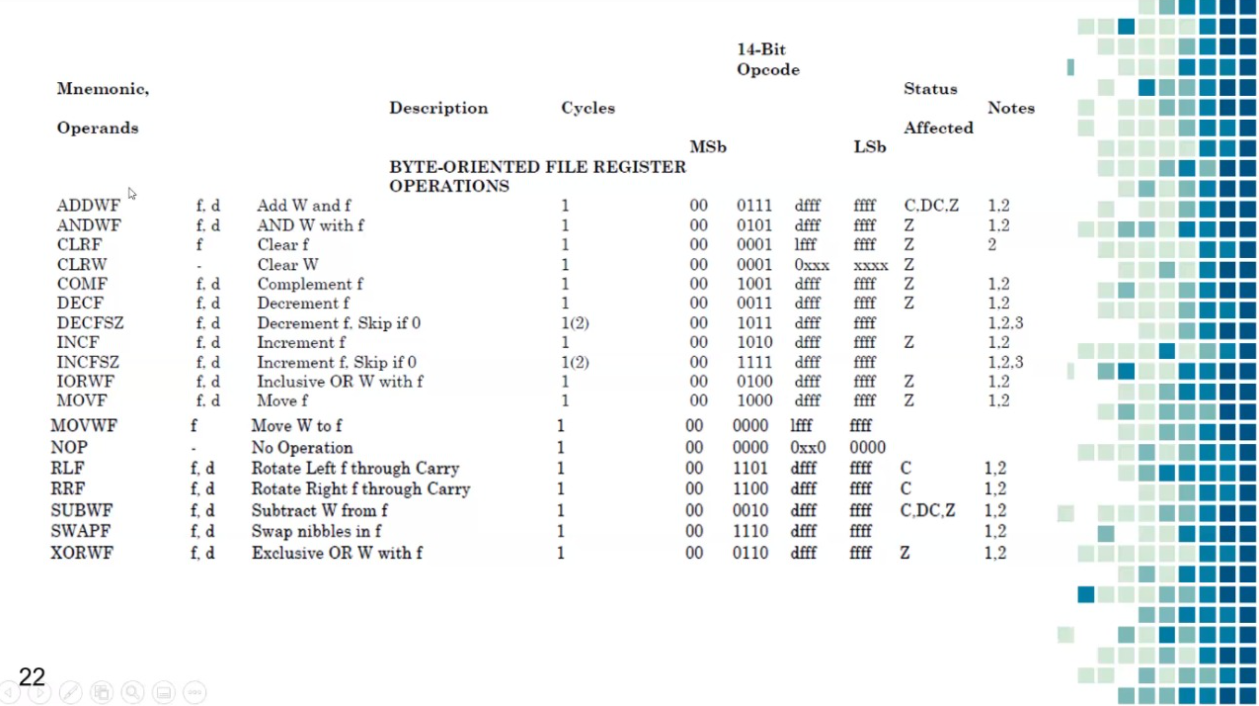 14-Bit
Opcode
Mnemonic,
Operands
Description
Cycles
Status
Affected
Notes
MSb LSb
BYTE-ORIENTED FILE REGISTER
OPERATIONS
ADDWF f, d Add W and f 1 00 0111 dfff ffff C,DC,Z 1,2
ANDWF f, d AND W with f 1 00 0101 dfff ffff Z 1,2
CLRF f Clear f 1 00 0001 lfff ffff Z 2
CLRW - Clear W 1 00 0001 0xxx xxxx Z
COMF f, d Complement f 1 00 1001 dfff ffff Z 1,2
DECF f, d Decrement f 1 00 0011 dfff ffff Z 1,2
DECFSZ f, d Decrement f, Skip if 0 1(2) 00 1011 dfff ffff 1,2,3
INCF f, d Increment f 1 00 1010 dfff ffff Z 1,2
INCFSZ f, d Increment f, Skip if 0 1(2) 00 1111 dfff ffff 1,2,3
IORWF f, d Inclusive OR W with f 1 00 0100 dfff ffff Z 1,2
MOVF f, d Move f 1 00 1000 dfff ffff Z 1,2
MOVWF f Move W to f 1 00 0000 lfff ffff
NOP - No Operation 1 00 0000 0xx0 0000
RLF f, d Rotate Left f through Carry 1 00 1101 dfff ffff C 1,2
RRF f, d Rotate Right f through Carry 1 00 1100 dfff ffff C 1,2
SUBWF f, d Subtract W from f 1 00 0010 dfff ffff C,DC,Z 1,2
SWAPF f, d Swap nibbles in f 1 00 1110 dfff ffff 1,2
XORWF f, d Exclusive OR W with f 1 00 0110 dfff ffff Z 1,2
22